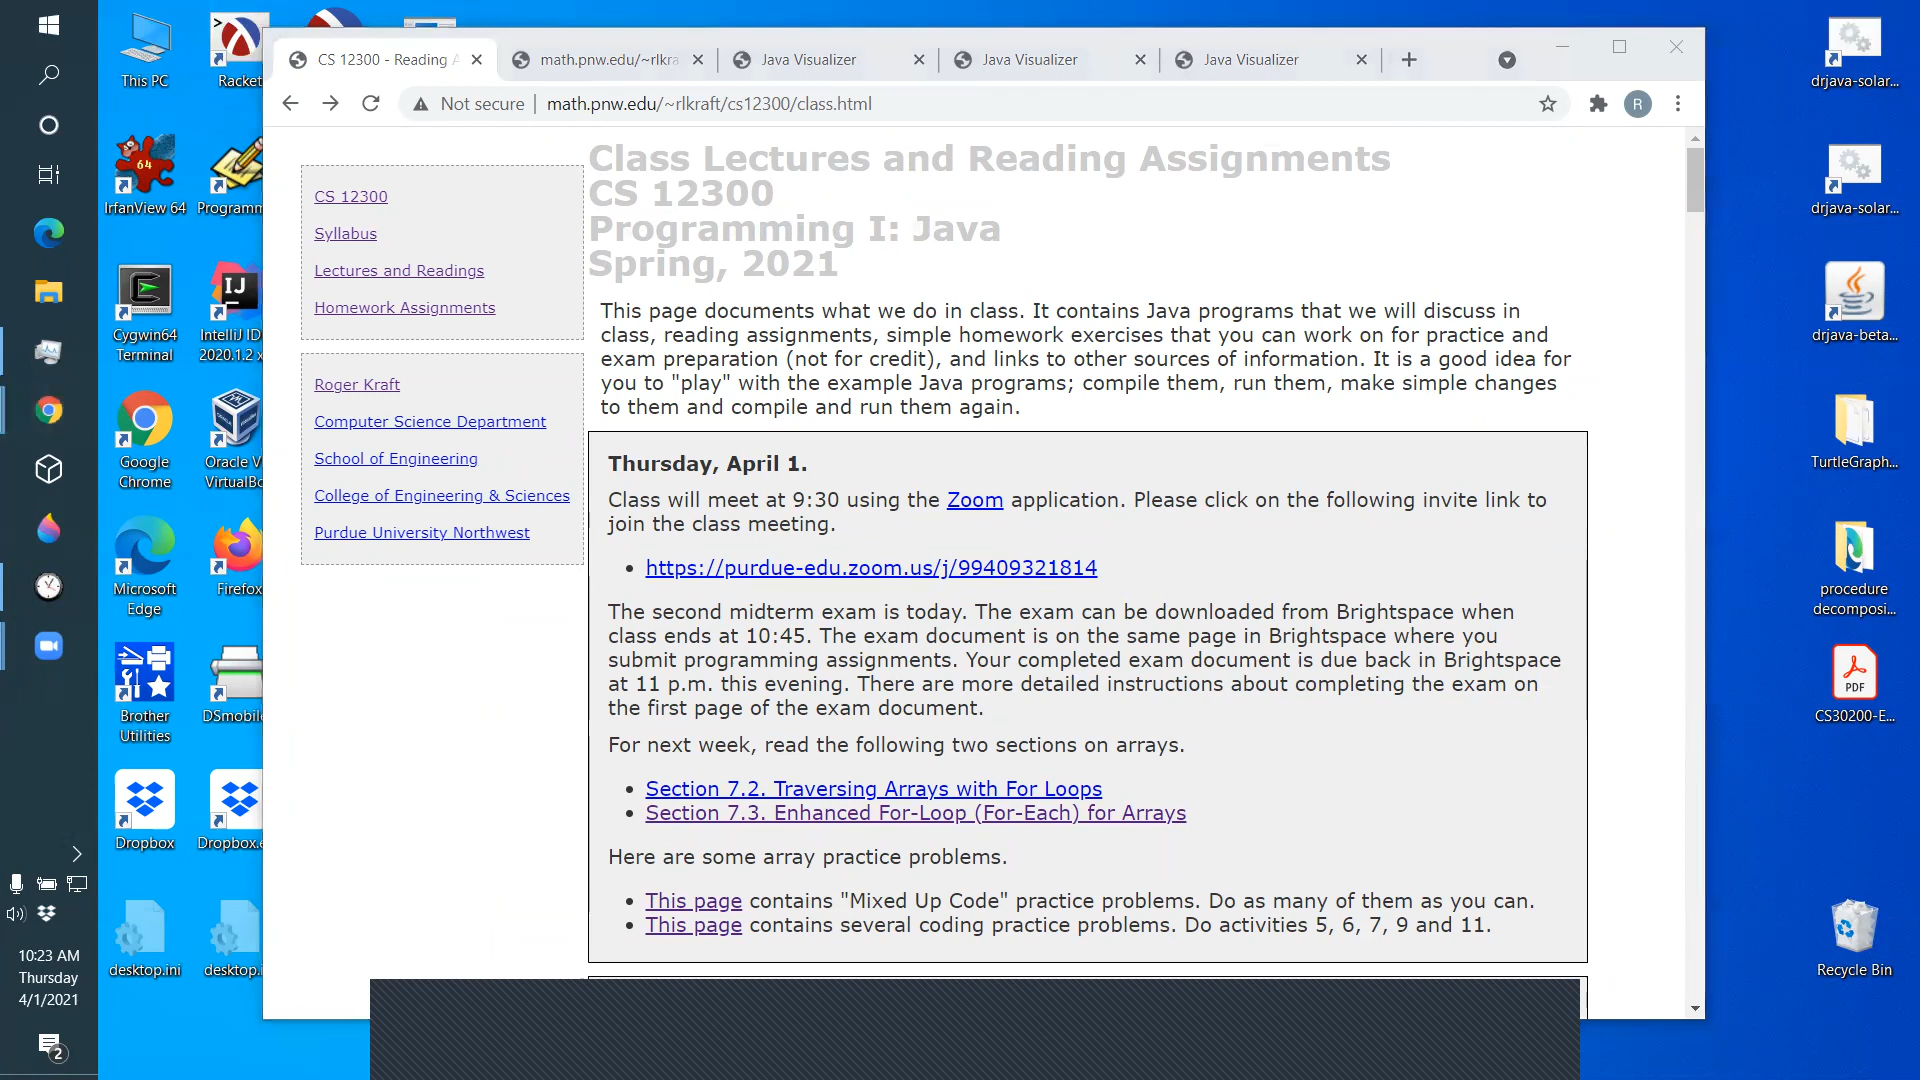 This PC
Racket
IrfanView 64
Cygwin64
Terminal
2020.1.2
Google
Chrome
Microsoft
Edge
Firefox
Brother
Utilities
Dropbox
desktop.ini
10:23 AM
Thursday
4/1/2021
2
CS 12300 - Reading
math.pnw.edu/~rlkra
Java Visualizer
Java Visualizer
Java Visualizer
Not secure
math.pnw.edu/~rlkraft/cs12300/class.html
R
CS 12300
Syllabus
Lectures and Readings
Homework Assignments
Roger Kraft
Computer Science Department
School of Engineering
College of Engineering & Sciences
Purdue University Northwest
Class Lectures and Reading Assignments
CS 12300
Programming I: Java
Spring, 2021
This page documents what we do in class. It contains Java programs that we will discuss in
class, reading assignments, simple homework exercises that you can work on for practice and
exam preparation (not for credit), and links to other sources of information. It is a good idea for
you to "play" with the example Java programs; compile them, run them, make simple changes
to them and compile and run them again.
Thursday, April 1.
Class will meet at 9:30 using the Zoom application. Please click on the following invite link to
join the class meeting.
https://purdue-edu.zoom.us/j/99409321814
The second midterm exam is today. The exam can be downloaded from Brightspace when
class ends at 10:45. The exam document is on the same page in Brightspace where you
submit programming assignments. Your completed exam document is due back in Brightspace
at 11 p.m. this evening. There are more detailed instructions about completing the exam on
the first page of the exam document.
For next week, read the following two sections on arrays.
Section 7.2. Traversing Arrays with For Loops
Section 7.3. Enhanced For-Loop (For-Each) for Arrays
Here are some array practice problems.
This page contains "Mixed Up Code" practice problems. Do as many of them as you can.
This page contains several coding practice problems. Do activities 5, 6, 7, 9 and 11.
drjava-solar...
drjava-solar...
drjava-beta...
TurtleGraph...
procedure
decomposi...
PDF
CS30200-E...
Recycle Bin